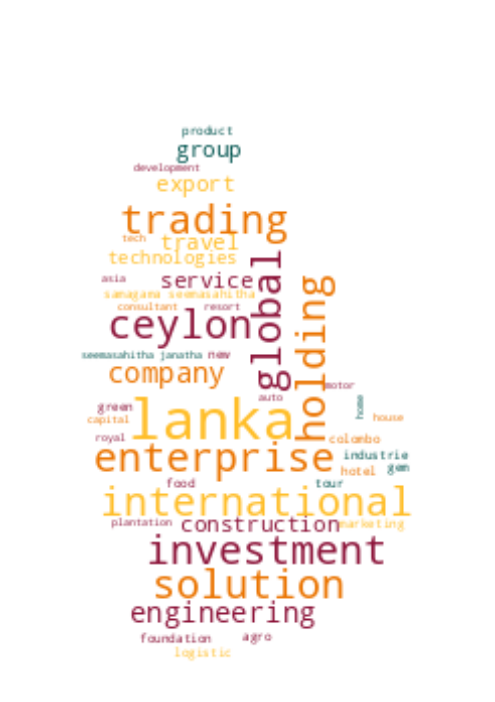 product
group
development
export
trading
tech travel
technologies
global
asia service
samagama seemasahitha
holding
consultant resort
ceylon
seemasahitha janatha new
company
motor
auto
green
home
capital
house
lanka
royal
colombo
enterprise
industrie
hotel gem
food
tour
international
plantation construction marketing
investment
solution
engineering
foundation agro
logistic